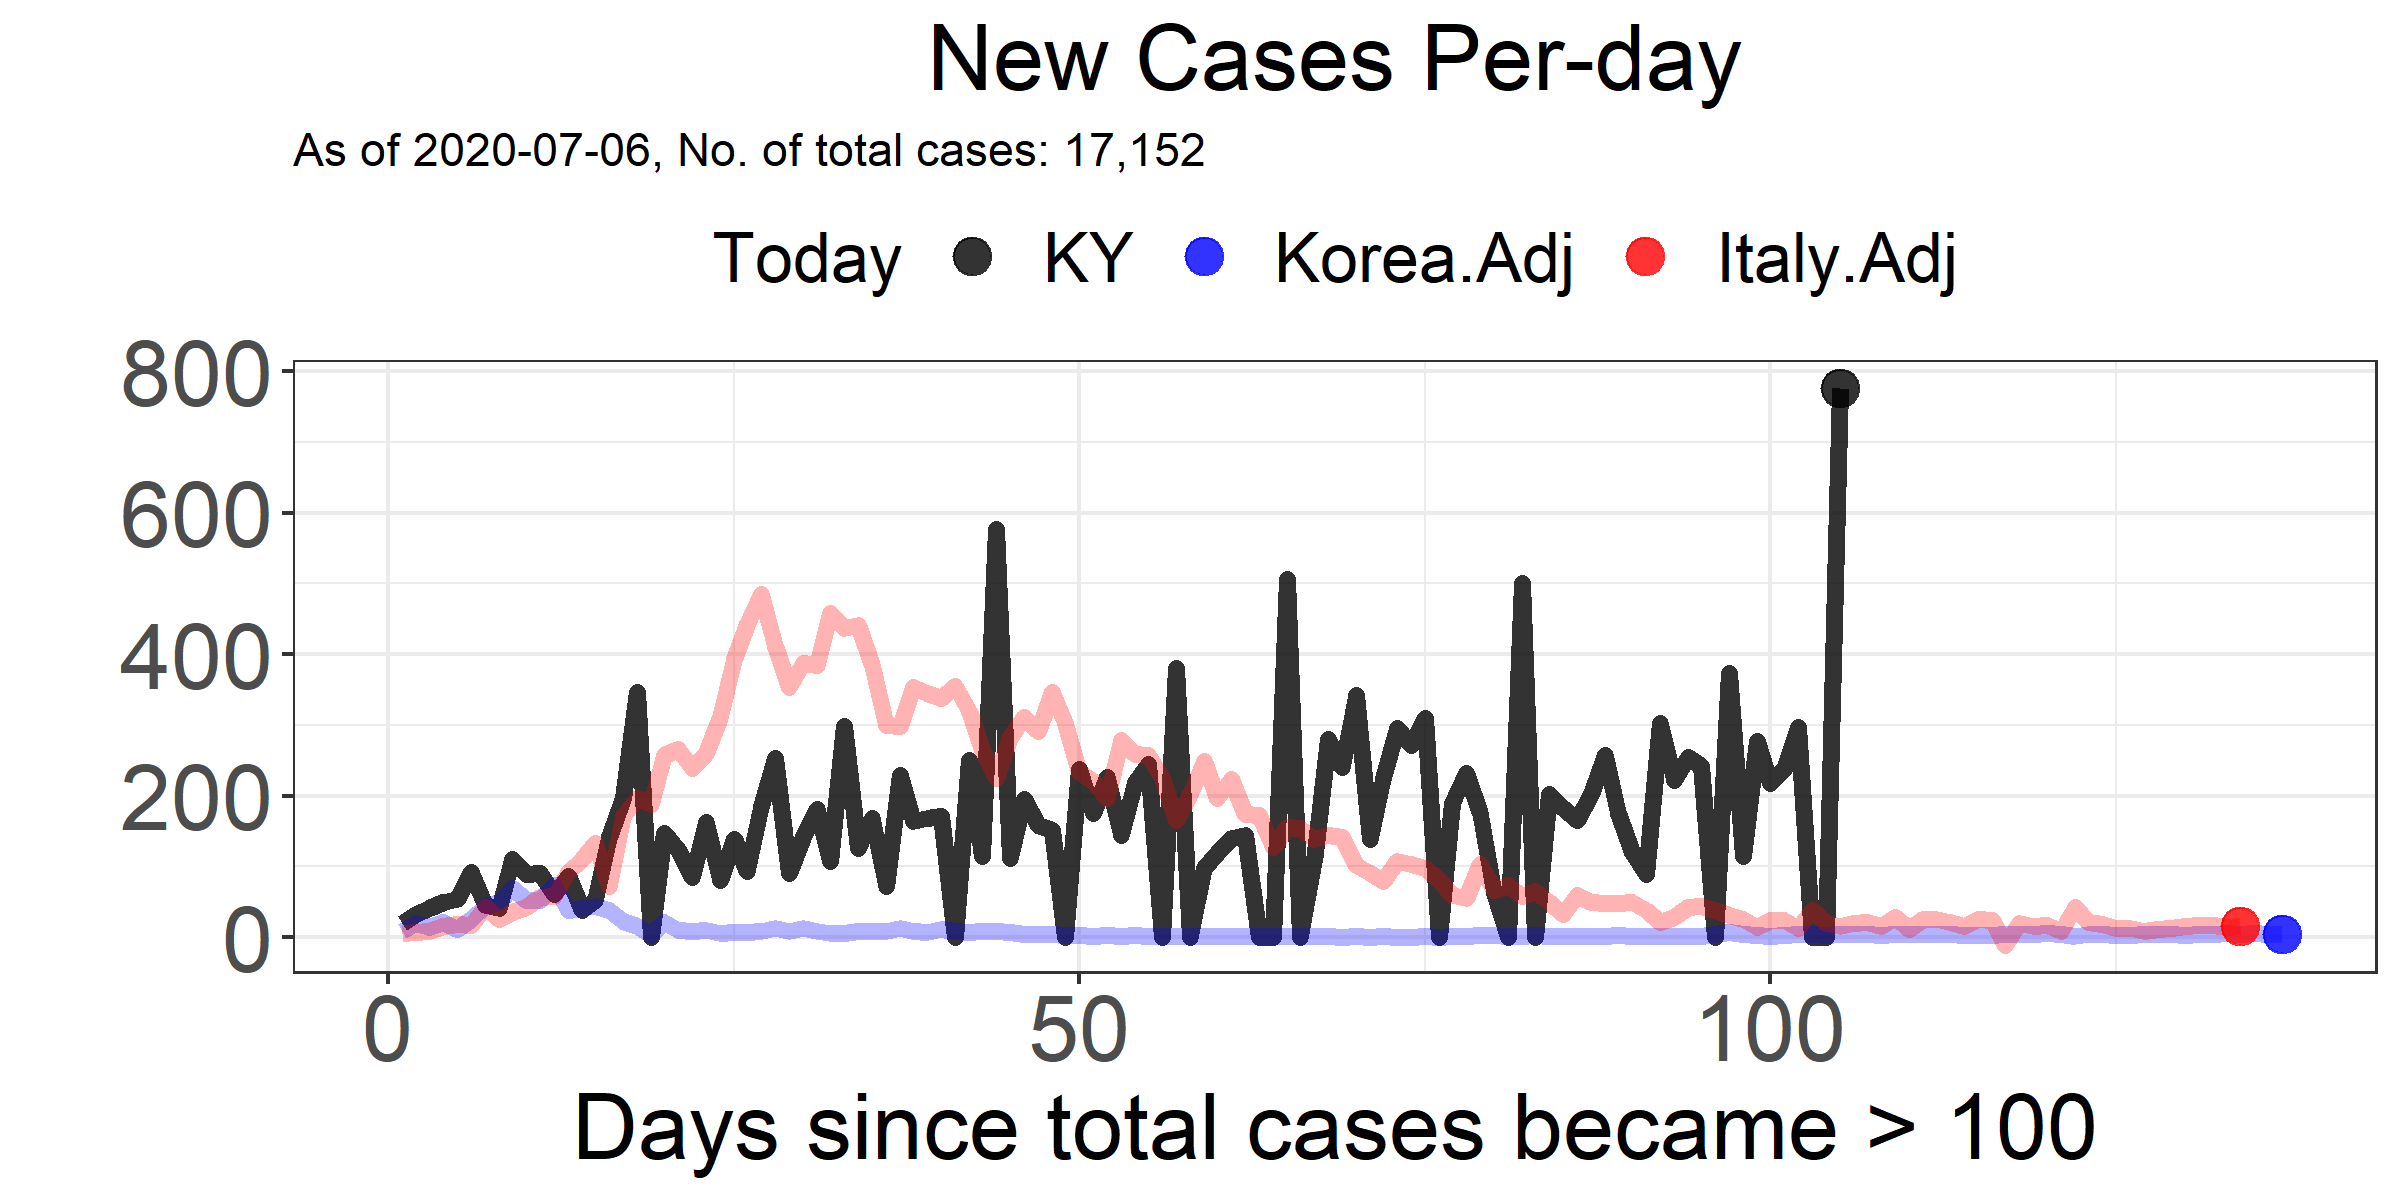 New Cases Per-day
As of 2020-07-06, No. of total cases: 17,152
Today KY Korea.Adj Italy.Adj
800
600
400
200
0
0 50 100
Days since total cases became > 100